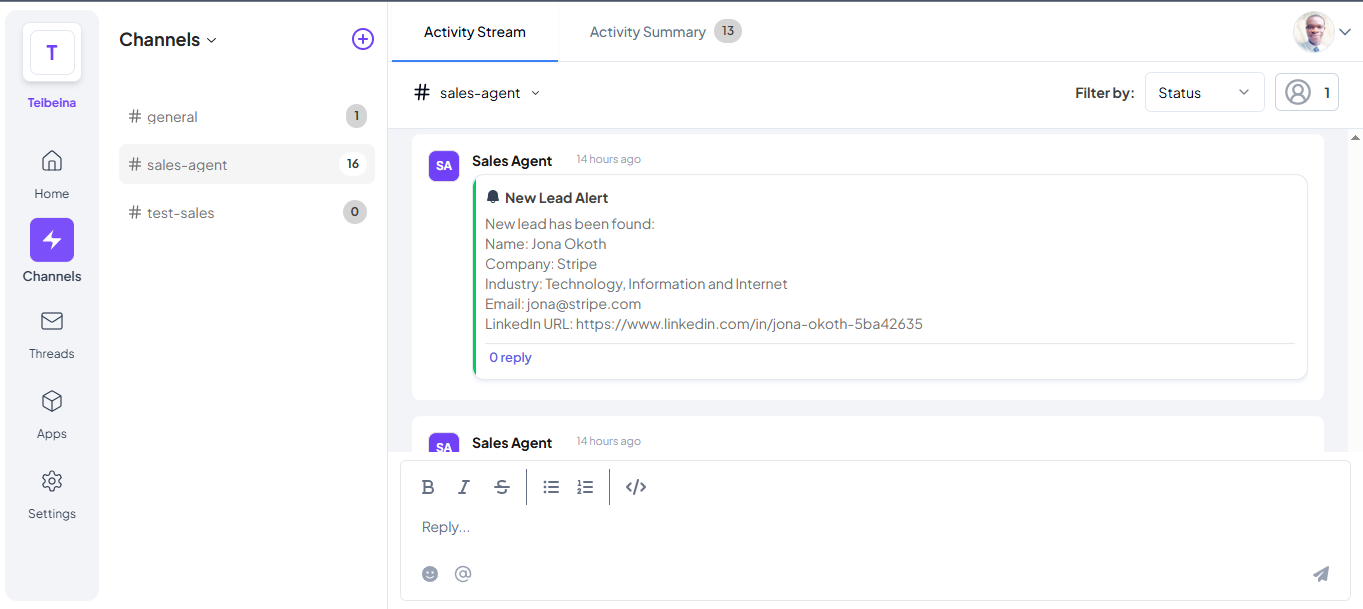 T
Teibeina
Home
Channels
Threads
Apps
Settings
Channels
# general 1
# sales-agent 16
# test-sales 0
Activity Stream
Activity Summary 13
# sales-agent
Filter by: Status 1
SA Sales Agent 14 hours ago
New Lead Alert
New lead has been found:
Name: Jona Okoth
Company: Stripe
Industry: Technology, Information and Internet
Email: jona@stripe.com
LinkedIn URL: https://www.linkedin.com/in/jona-okoth-5ba42635
0 reply
SA Sales Agent 14 hours ago
B I S </>
Reply...
@